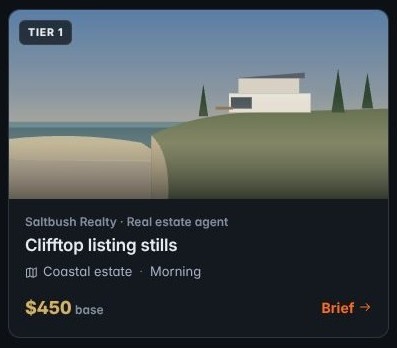 TIER 1
Saltbush Realty · Real estate agent
Clifftop listing stills
Coastal estate · Morning
$450 base
Brief →